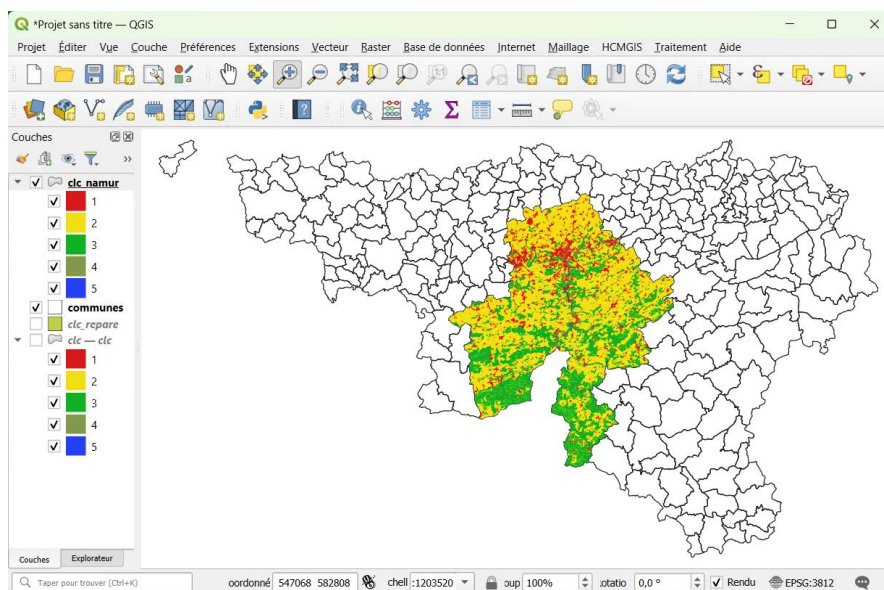 *Projet sans titre — QGIS
Projet Éditer Vue Couche Préférences Extensions Vecteur Raster Base de données Internet Maillage HCMGIS Traitement Aide
Couches
clc_namur
1
2
3
4
5
communes
clc_repare
clc — clc
1
2
3
4
5
Couches Explorateur
Taper pour trouver (Ctrl+K) oordonné 547068 582808 chell :1203520 oup 100% otatio 0,0 ° Rendu EPSG:3812